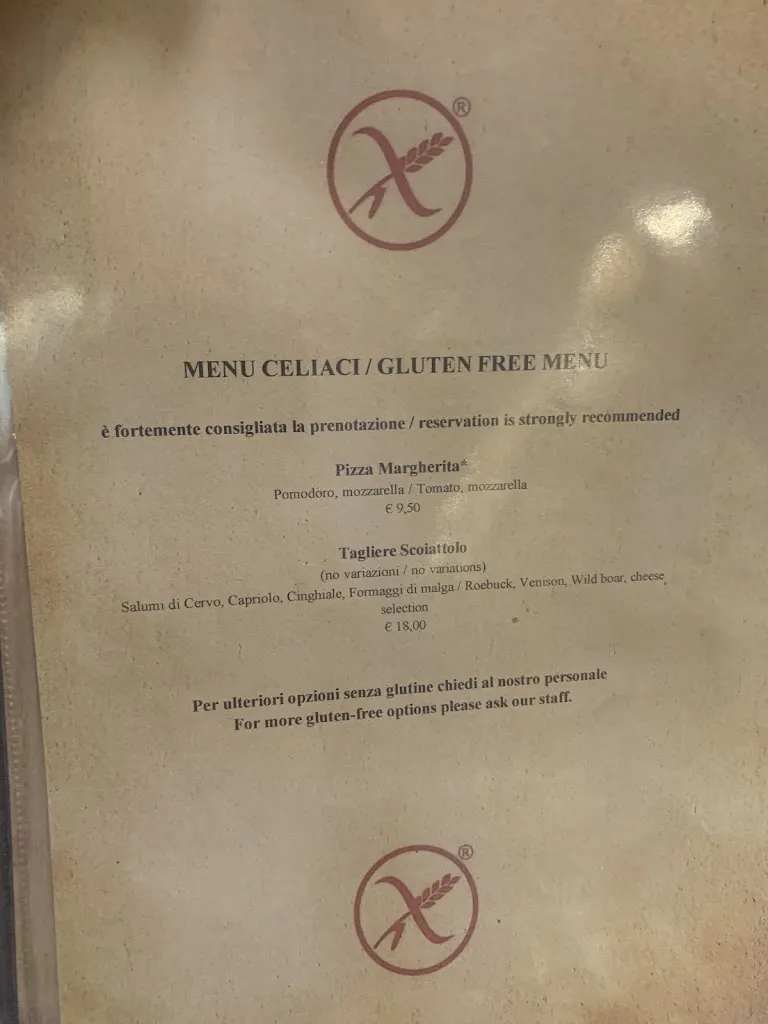 ®
MENU CELIACI / GLUTEN FREE MENU
è fortemente consigliata la prenotazione / reservation is strongly recommended
Pizza Margherita*
Pomodoro, mozzarella / Tomato, mozzarella
€ 9,50
Tagliere Scoiattolo
(no variazioni / no variations)
Salumi di Cervo, Capriolo, Cinghiale, Formaggi di malga / Roebuck, Venison, Wild boar, cheese
selection
€ 18,00
Per ulteriori opzioni senza glutine chiedi al nostro personale
For more gluten-free options please ask our staff.
®